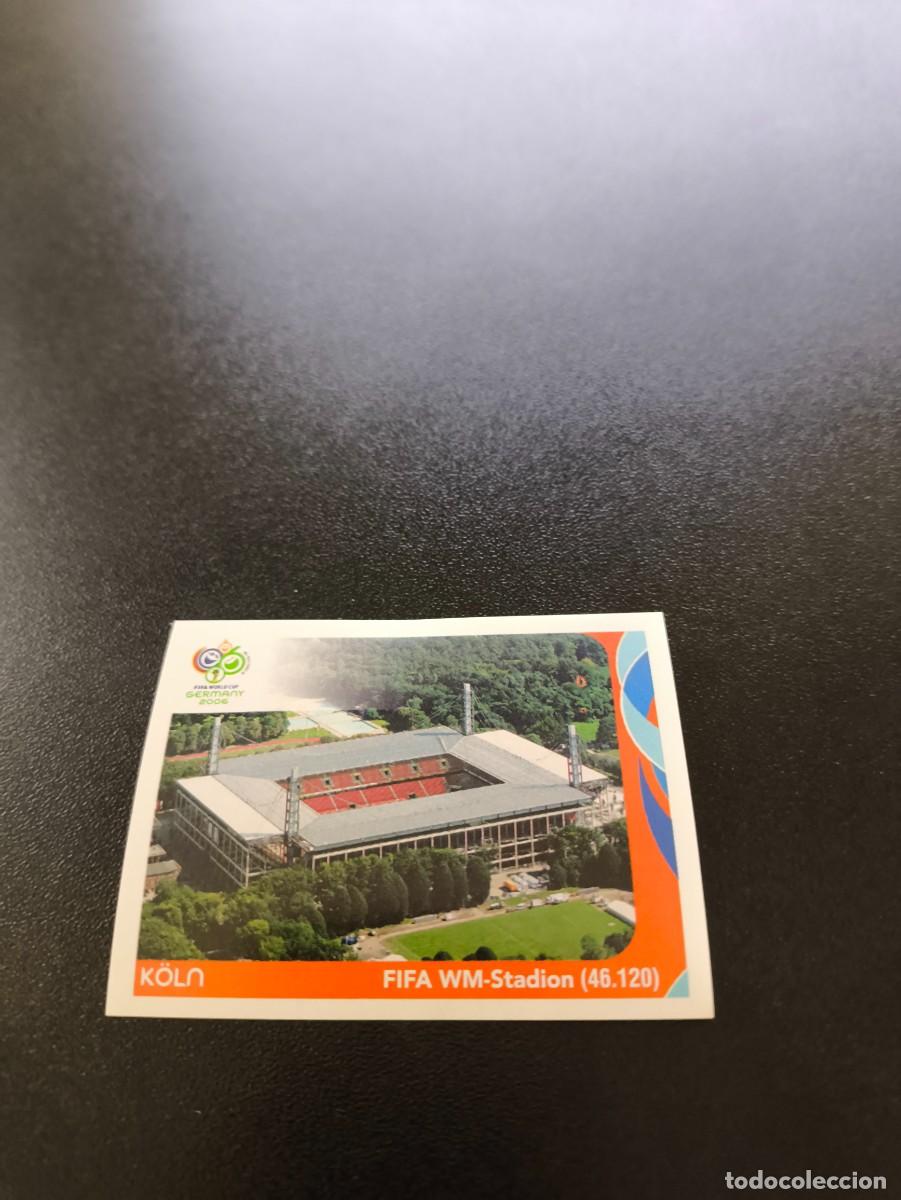 FIFA WORLD CUP
GERMANY
2006
KÖLN
FIFA WM-Stadion (46.120)
todocoleccion